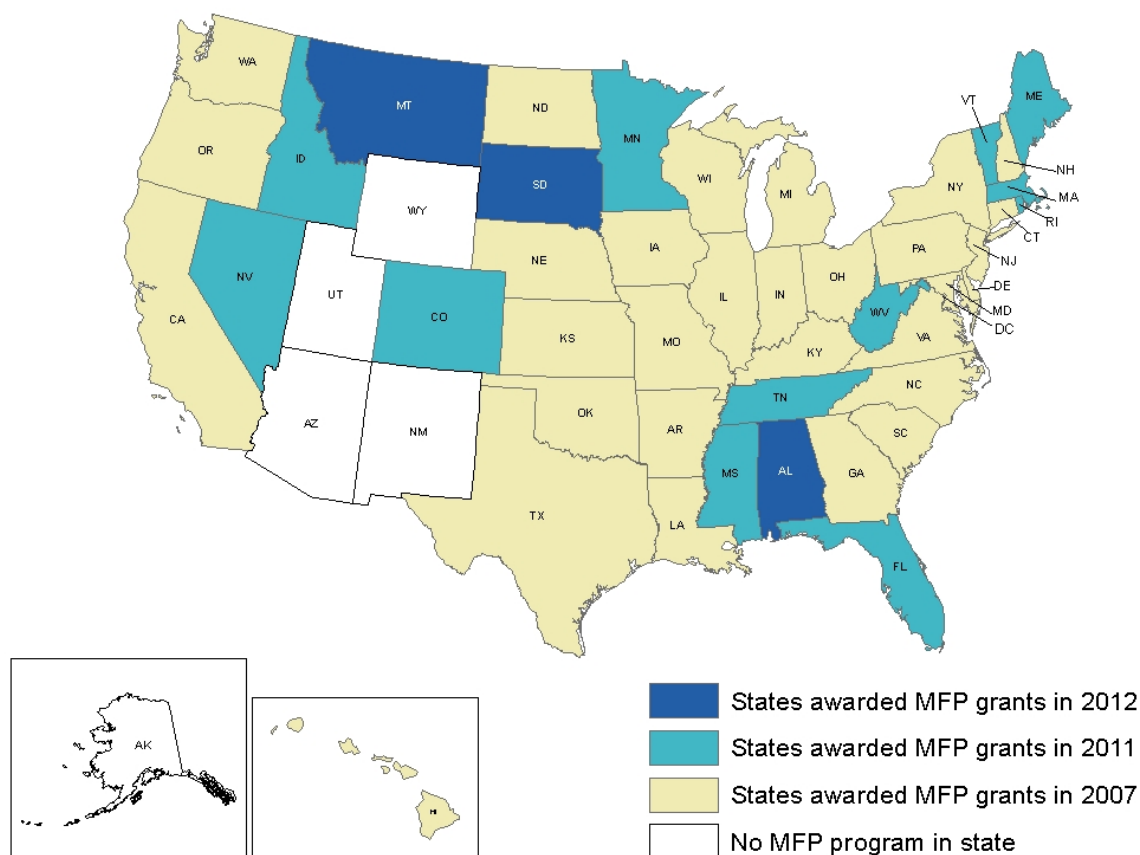 WA
MT
ND
MN
VT
ME
OR
ID
SD
WI
MI
NY
NH
MA
RI
CT
WY
IA
PA
NJ
NE
NV
UT
CO
IL
IN
OH
DE
MD
DC
WV
VA
CA
KS
MO
KY
NC
TN
AZ
NM
OK
AR
SC
MS
AL
GA
TX
LA
FL
AK
HI
States awarded MFP grants in 2012
States awarded MFP grants in 2011
States awarded MFP grants in 2007
No MFP program in state